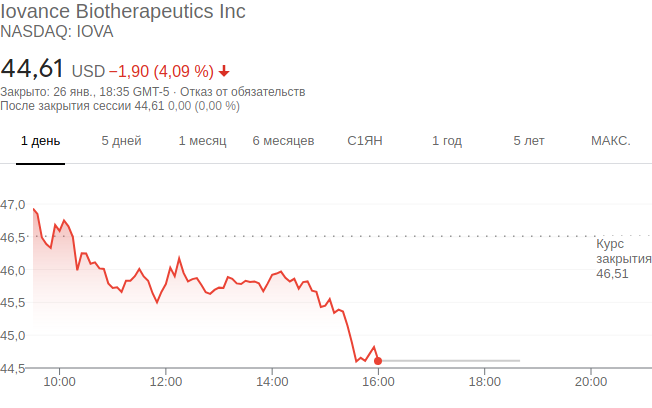 Iovance Biotherapeutics Inc
NASDAQ: IOVA
44,61 USD −1,90 (4,09 %)
Закрыто: 26 янв., 18:35 GMT-5 · Отказ от обязательств
После закрытия сессии 44,61 0,00 (0,00 %)
1 день 5 дней 1 месяц 6 месяцев С1ЯН 1 год 5 лет МАКС.
47,0
46,5
Курс
закрытия
46,51
46,0
45,5
45,0
44,5
10:00 12:00 14:00 16:00 18:00 20:00